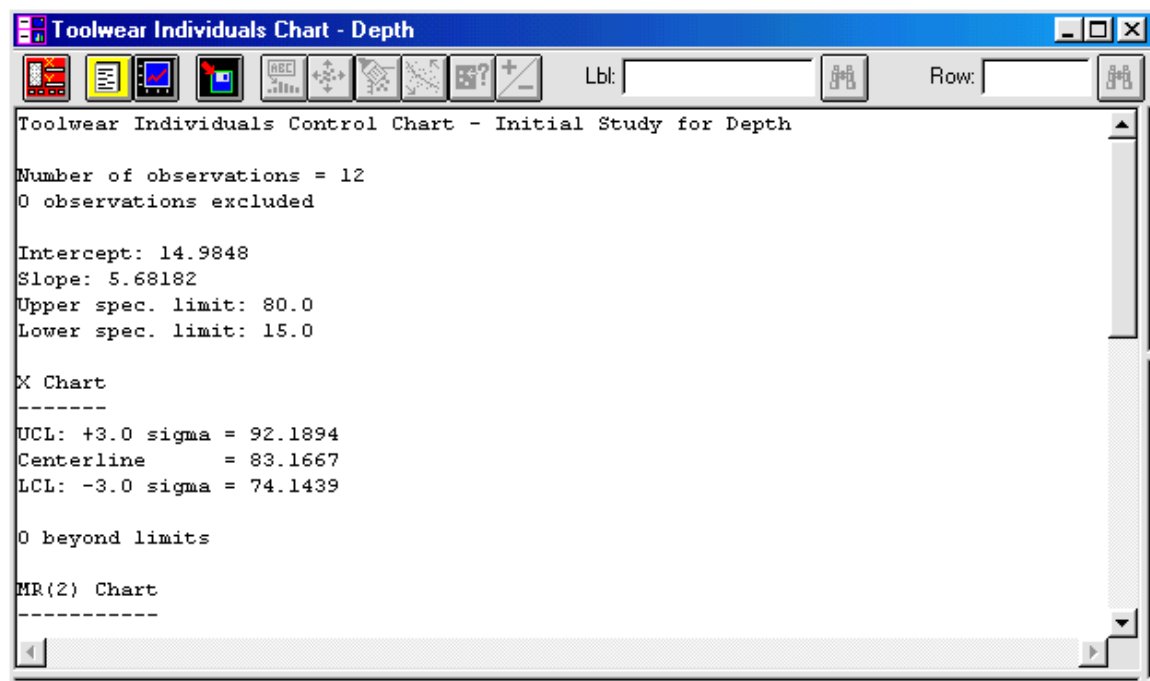 Toolwear Individuals Chart - Depth
ABC
?
+
Lbl:
Row:
Toolwear Individuals Control Chart - Initial Study for Depth
Number of observations = 12
0 observations excluded
Intercept: 14.9848
Slope: 5.68182
Upper spec. limit: 80.0
Lower spec. limit: 15.0
X Chart
-------
UCL: +3.0 sigma = 92.1894
Centerline      = 83.1667
LCL: -3.0 sigma = 74.1439
0 beyond limits
MR(2) Chart
-----------